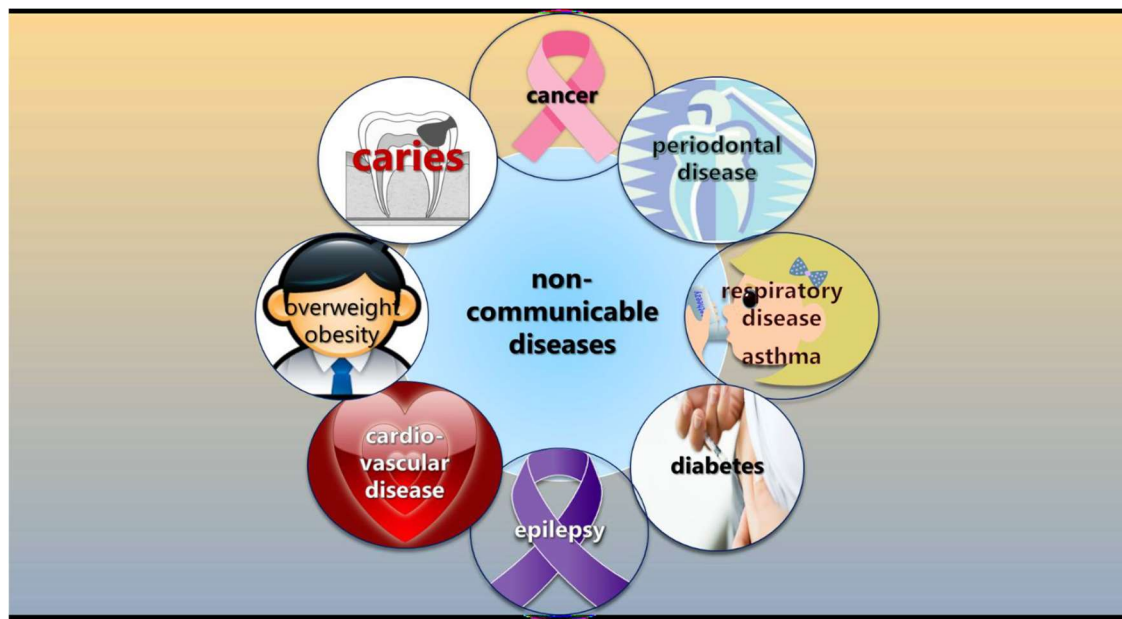 cancer
periodontal
disease
respiratory
disease
asthma
diabetes
epilepsy
cardio-
vascular
disease
overweight
obesity
caries
non-
communicable
diseases